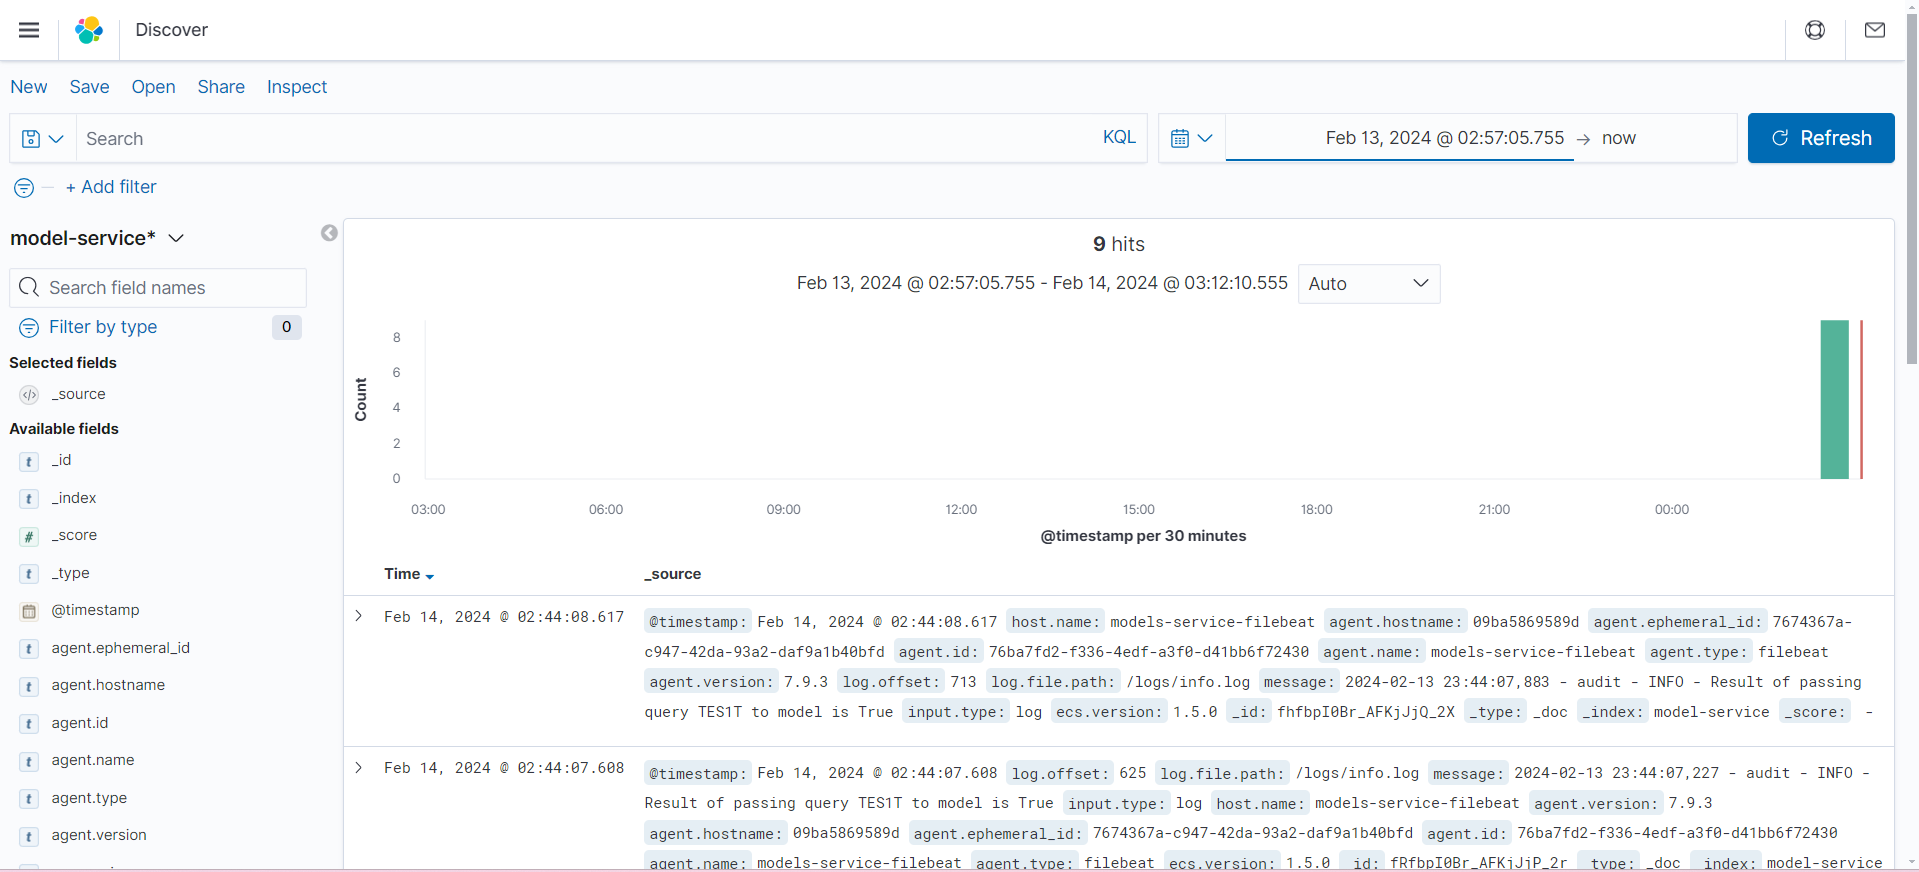 Discover
New Save Open Share Inspect
Search KQL Feb 13, 2024 @ 02:57:05.755 → now Refresh
+ Add filter
model-service*
Search field names
Filter by type 0
Selected fields
_source
Available fields
_id
_index
_score
_type
@timestamp
agent.ephemeral_id
agent.hostname
agent.id
agent.name
agent.type
agent.version
9 hits
Feb 13, 2024 @ 02:57:05.755 - Feb 14, 2024 @ 03:12:10.555 Auto
Count
8
6
4
2
0
03:00 06:00 09:00 12:00 15:00 18:00 21:00 00:00
@timestamp per 30 minutes
Time _source
Feb 14, 2024 @ 02:44:08.617 @timestamp: Feb 14, 2024 @ 02:44:08.617 host.name: models-service-filebeat agent.hostname: 09ba5869589d agent.ephemeral_id: 7674367a-
c947-42da-93a2-daf9a1b40bfd agent.id: 76ba7fd2-f336-4edf-a3f0-d41bb6f72430 agent.name: models-service-filebeat agent.type: filebeat
agent.version: 7.9.3 log.offset: 713 log.file.path: /logs/info.log message: 2024-02-13 23:44:07,883 - audit - INFO - Result of passing
query TES1T to model is True input.type: log ecs.version: 1.5.0 _id: fhfbpI0Br_AFKjJjQ_2X _type: _doc _index: model-service _score: -
Feb 14, 2024 @ 02:44:07.608 @timestamp: Feb 14, 2024 @ 02:44:07.608 log.offset: 625 log.file.path: /logs/info.log message: 2024-02-13 23:44:07,227 - audit - INFO -
Result of passing query TES1T to model is True input.type: log host.name: models-service-filebeat agent.version: 7.9.3
agent.hostname: 09ba5869589d agent.ephemeral_id: 7674367a-c947-42da-93a2-daf9a1b40bfd agent.id: 76ba7fd2-f336-4edf-a3f0-d41bb6f72430
agent.name: models-service-filebeat agent.type: filebeat ecs.version: 1.5.0 _id: fRfbpI0Br_AFKjJjP_2r _type: _doc _index: model-service